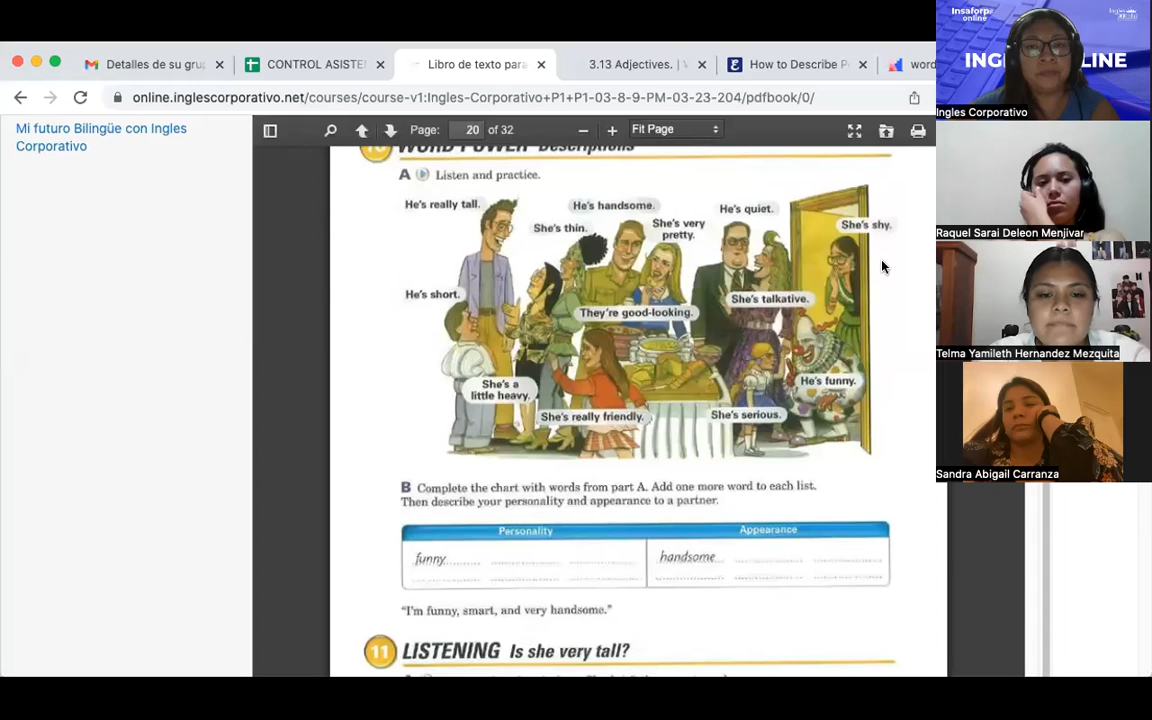 Detalles de su gru
CONTROL ASISTE
Libro de texto para
3.13 Adjectives. | V
How to Describe P
word
online.inglescorporativo.net/courses/course-v1:Ingles-Corporativo+P1+P1-03-8-9-PM-03-23-204/pdfbook/0/
Mi futuro Bilingüe con Ingles
Corporativo
Page: 20 of 32
Fit Page
10 WORD POWER Descriptions
A Listen and practice.
He's really tall.
He's handsome.
She's thin.
She's very
pretty.
He's quiet.
She's shy.
He's short.
They're good-looking.
She's talkative.
She's a
little heavy.
She's really friendly.
He's funny.
She's serious.
B Complete the chart with words from part A. Add one more word to each list.
Then describe your personality and appearance to a partner.
Personality
Appearance
funny
handsome
"I'm funny, smart, and very handsome."
11 LISTENING Is she very tall?
Insaforp
online
Ingles
Corporativo
Raquel Sarai Deleon Menjivar
Telma Yamileth Hernandez Mezquita
Sandra Abigail Carranza